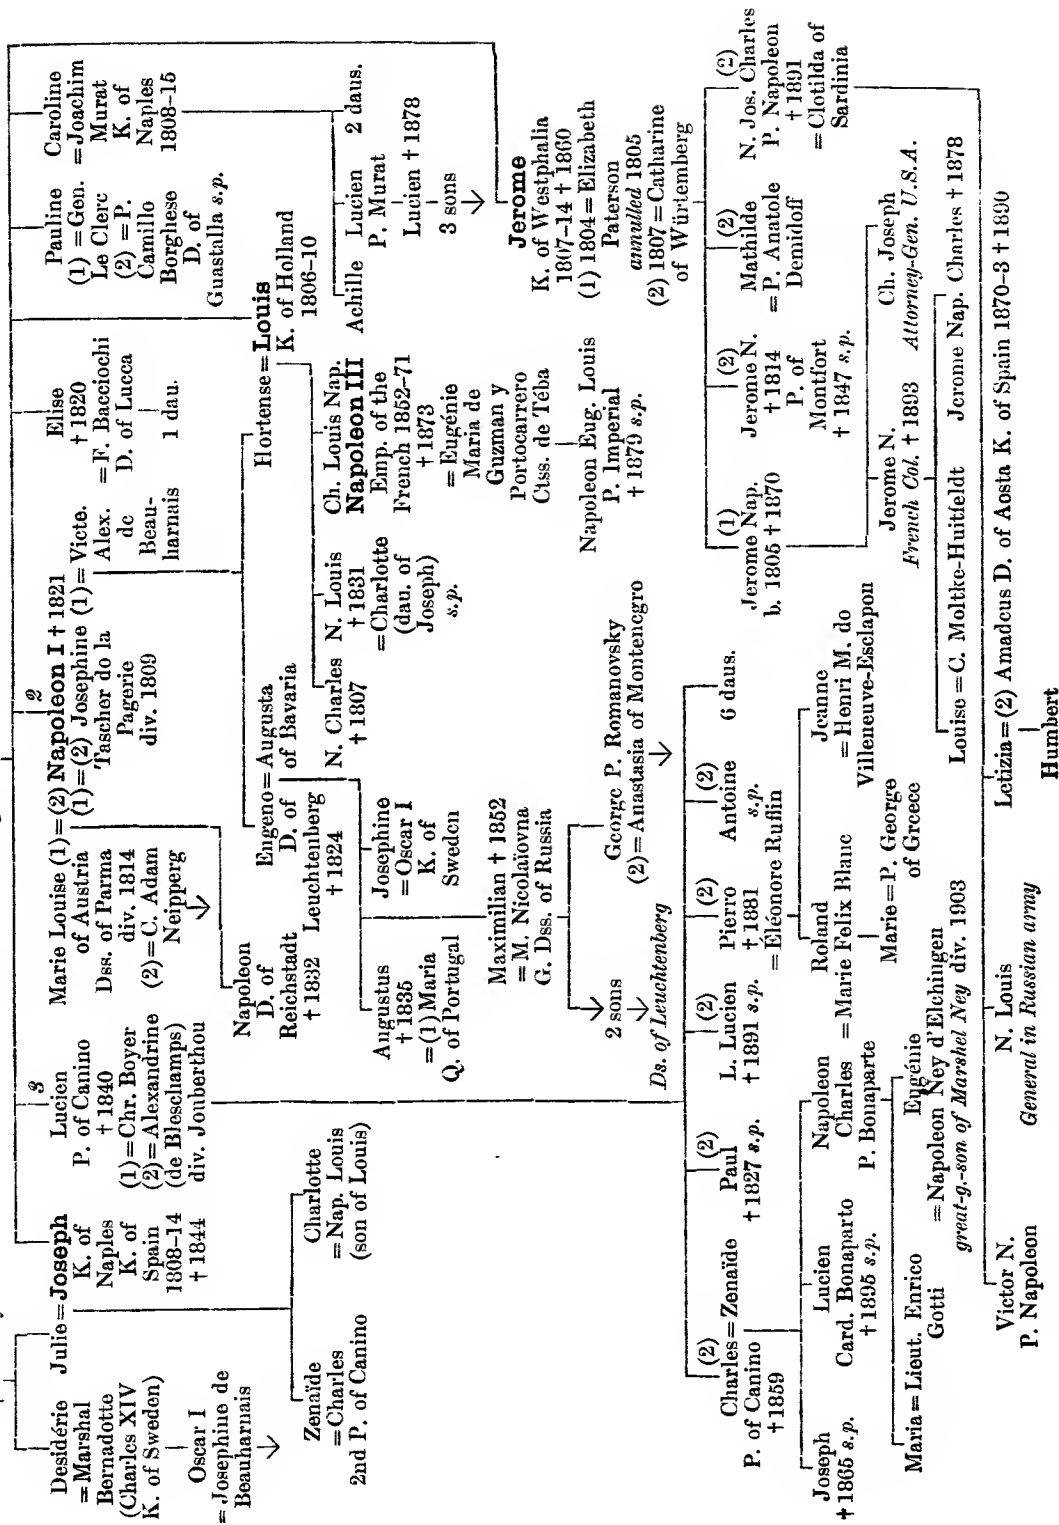 Desidérie
= Marshal
Bernadotte
(Charles XIV
K. of Sweden)
Oscar I
= Josephine de
Beauharnais
Julie = Joseph
K. of
Naples
K. of
Spain
1808–14
† 1844
Zenaïde
= Charles
2nd P. of Canino
Charlotte
= Nap. Louis
(son of Louis)
3
Lucien
P. of Canino
† 1840
(1) = Chr. Boyer
(2) = Alexandrine
(de Bleschamps)
div. Jouberthou
2
Marie Louise (1) = (2) Napoleon I † 1821
of Austria
Dss. of Parma
div. 1814
(2) = C. Adam
Neipperg
(1) = (2) Josephine (1) = Victe.
Tascher de la
Pagerie
div. 1809
Alex.
de
Beau-
harnais
Elise
† 1820
= F. Bacciochi
D. of Lucca
1 dau.
Pauline
(1) = Gen.
Le Clerc
(2) = P.
Camillo
Borghese
D. of
Guastalla s.p.
Caroline
= Joachim
Murat
K. of
Naples
1808–15
Napoleon
D. of
Reichstadt
† 1832
Eugene = Augusta
D. of
Leuchtenberg
† 1824
of Bavaria
Hortense = Louis
K. of Holland
1806–10
Achille
Lucien
P. Murat
2 daus.
Lucien † 1878
3 sons
N. Charles
† 1807
N. Louis
† 1831
= Charlotte
(dau. of
Joseph)
s.p.
Ch. Louis Nap.
Napoleon III
Emp. of the
French 1852–71
† 1873
= Eugénie
Maria de
Guzman y
Portocarrero
Ctss. de Téba
Napoleon Eug. Louis
P. Imperial
† 1879 s.p.
Jerome
K. of Westphalia
1807–14 † 1860
(1) 1804 = Elizabeth
Paterson
annulled 1805
(2) 1807 = Catharine
of Würtemberg
Augustus
† 1835
= (1) Maria
Q. of Portugal
Josephine
= Oscar I
K. of
Sweden
Maximilian † 1852
= M. Nicolaïovna
G. Dss. of Russia
2 sons
George P. Romanovsky
(2) = Anastasia of Montenegro
Ds. of Leuchtenberg
(2)
Charles = Zenaïde
P. of Canino
† 1859
(2)
Paul
† 1827 s.p.
(2)
L. Lucien
† 1891 s.p.
(2)
Pierre
† 1881
= Eléonore Ruflin
(2)
Antoine
s.p.
6 daus.
(1)
Jerome Nap.
b. 1805 † 1870
(2)
Jerome N.
† 1814
P. of
Montfort
† 1847 s.p.
(2)
Mathilde
= P. Anatole
Demidoff
(2)
N. Jos. Charles
P. Napoleon
† 1891
= Clotilda of
Sardinia
Joseph
† 1865 s.p.
Lucien
Card. Bonaparte
† 1895 s.p.
Napoleon
Charles
P. Bonaparte
Roland
= Marie Felix Blanc
Marie = P. George
of Greece
Jeanne
= Henri M. de
Villeneuve-Esclapon
Jerome N.
French Col. † 1893
Ch. Joseph
Attorney-Gen. U.S.A.
Maria = Lieut. Enrico
Gotti
Eugénie
= Napoleon Ney d'Elchingen
great-g.-son of Marshel Ney div. 1903
Louise = C. Moltke-Huitfeldt
Jerome Nap. Charles † 1878
Victor N.
P. Napoleon
N. Louis
General in Russian army
Letizia = (2) Amadeus D. of Aosta K. of Spain 1870–3 † 1890
Humbert